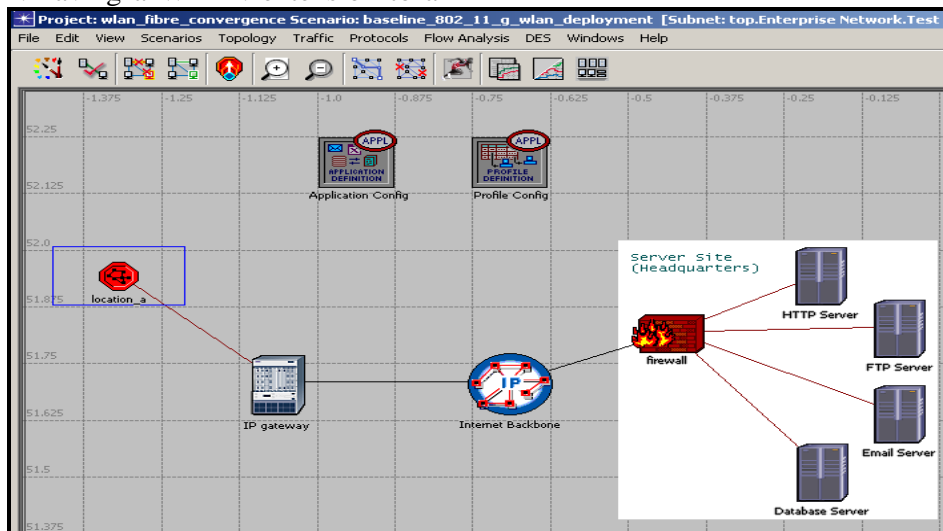 Project: wlan_fibre_convergence Scenario: baseline_802_11_g_wlan_deployment [Subnet: top.Enterprise Network.Test
File Edit View Scenarios Topology Traffic Protocols Flow Analysis DES Windows Help
-1.375 -1.25 -1.125 -1.0 -0.875 -0.75 -0.625 -0.5 -0.375 -0.25 -0.125
52.25
APPL
APPLICATION
DEFINITION
Application Config
APPL
PROFILE
DEFINITION
Profile Config
52.125
52.0
location_a
51.875
Server Site
(Headquarters)
HTTP Server
firewall
FTP Server
51.75
IP
51.625
IP gateway
Internet Backbone
Email Server
51.5
Database Server
51.375